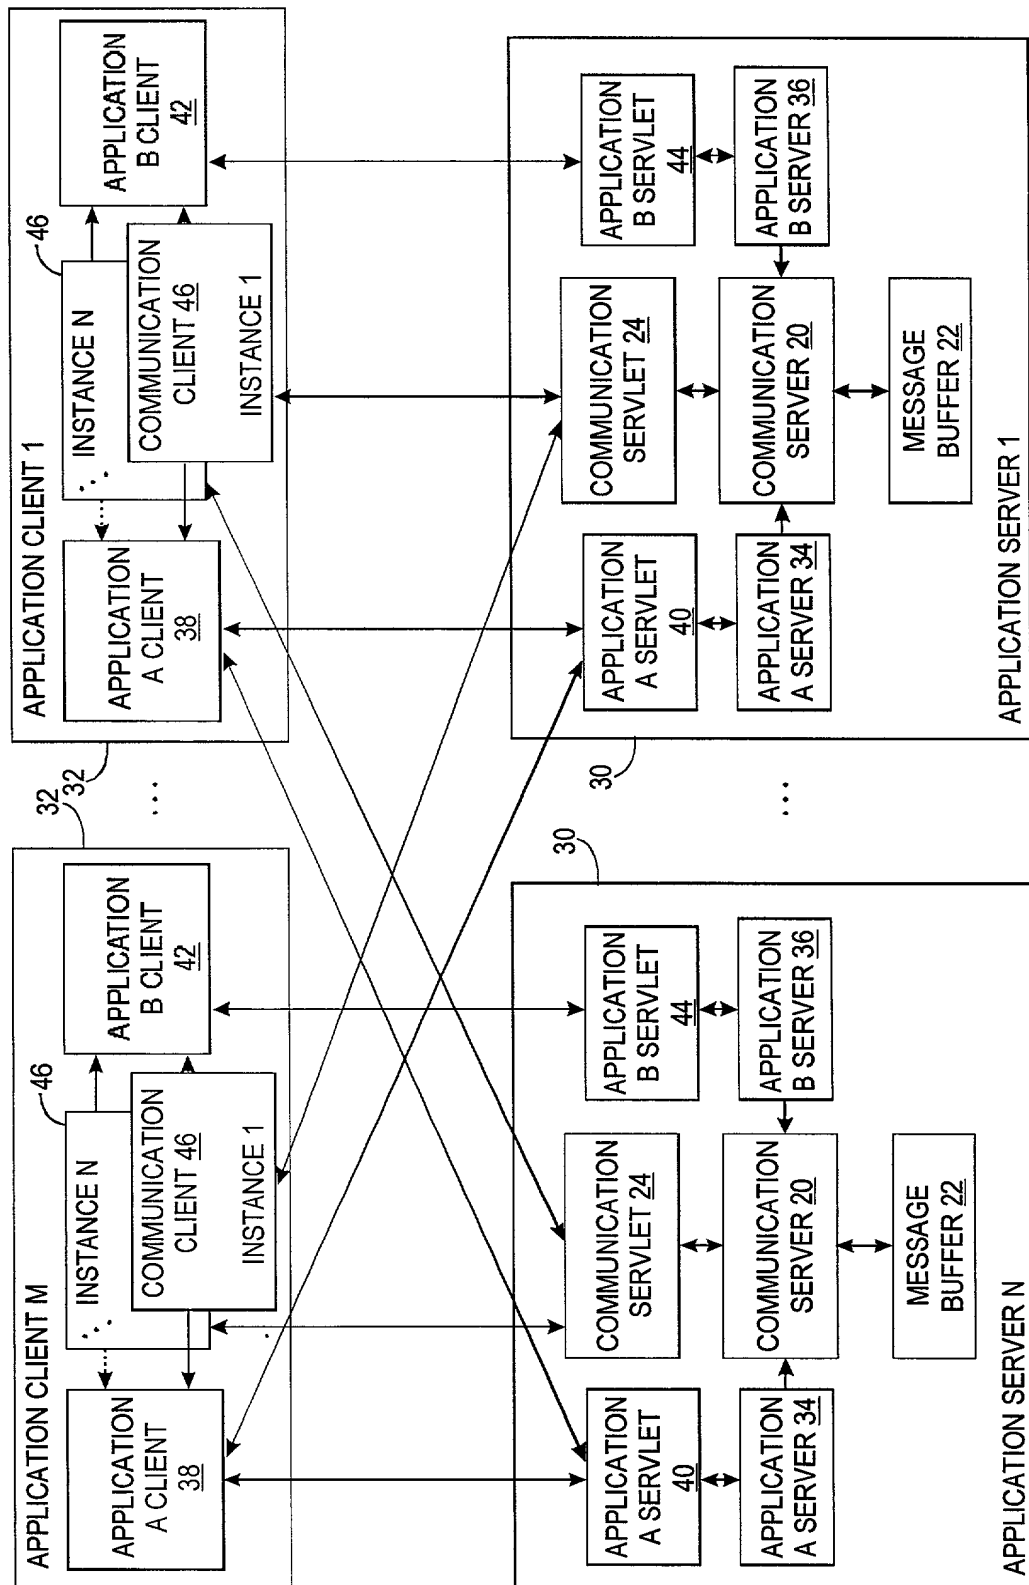 APPLICATION CLIENT M
APPLICATION
A CLIENT
38
INSTANCE N
46
COMMUNICATION
CLIENT 46
INSTANCE 1
APPLICATION
B CLIENT
42
32
32
...
APPLICATION CLIENT 1
APPLICATION
A CLIENT
38
INSTANCE N
46
COMMUNICATION
CLIENT 46
INSTANCE 1
APPLICATION
B CLIENT
42
30
APPLICATION
A SERVLET
40
COMMUNICATION
SERVLET 24
APPLICATION
B SERVLET
44
APPLICATION
A SERVER 34
COMMUNICATION
SERVER 20
APPLICATION
B SERVER 36
MESSAGE
BUFFER 22
APPLICATION SERVER N
...
30
APPLICATION
A SERVLET
40
COMMUNICATION
SERVLET 24
APPLICATION
B SERVLET
44
APPLICATION
A SERVER 34
COMMUNICATION
SERVER 20
APPLICATION
B SERVER 36
MESSAGE
BUFFER 22
APPLICATION SERVER 1